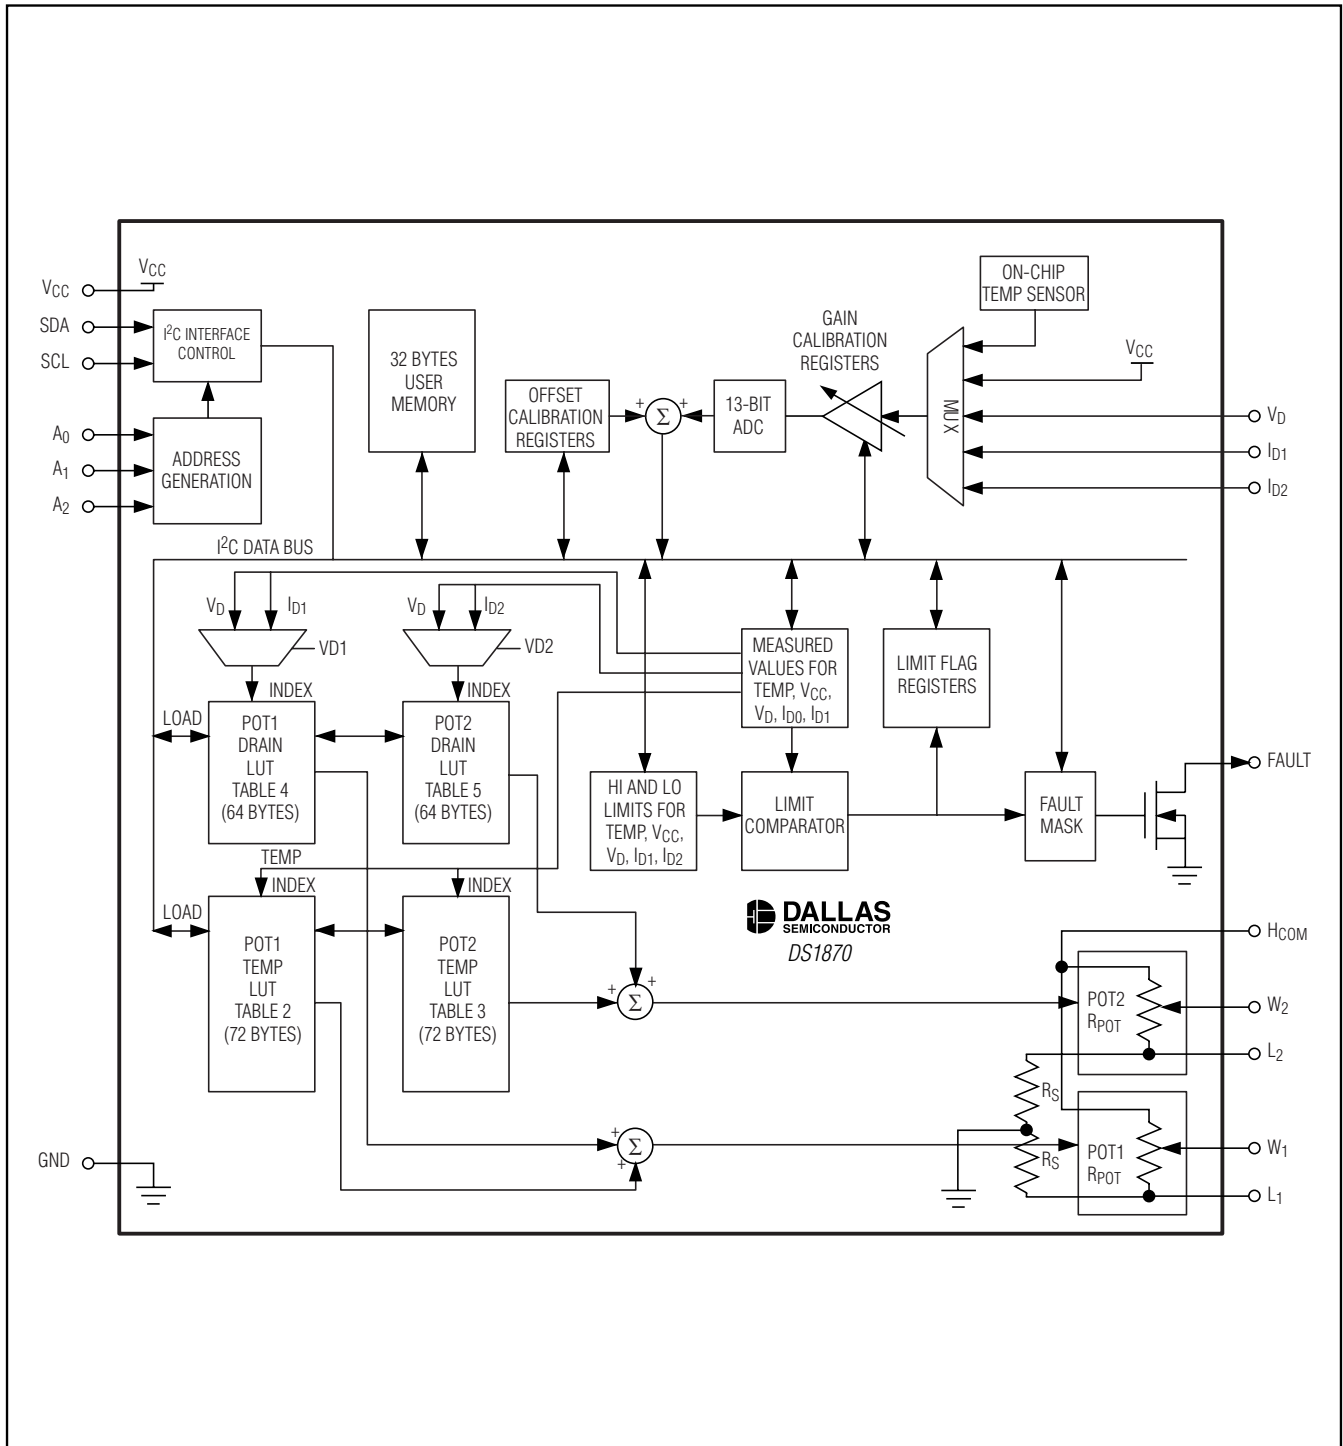 VCC
VCC
SDA
SCL
I2C INTERFACE
CONTROL
A0
A1
A2
ADDRESS
GENERATION
32 BYTES
USER
MEMORY
OFFSET
CALIBRATION
REGISTERS
+
Σ
+
13-BIT
ADC
GAIN
CALIBRATION
REGISTERS
MUX
ON-CHIP
TEMP SENSOR
VCC
VD
ID1
ID2
I2C DATA BUS
VD
ID1
VD1
VD
ID2
VD2
INDEX
INDEX
LOAD
POT1
DRAIN
LUT
TABLE 4
(64 BYTES)
POT2
DRAIN
LUT
TABLE 5
(64 BYTES)
MEASURED
VALUES FOR
TEMP, VCC,
VD, ID0, ID1
LIMIT FLAG
REGISTERS
HI AND LO
LIMITS FOR
TEMP, VCC,
VD, ID1, ID2
LIMIT
COMPARATOR
FAULT
MASK
FAULT
TEMP
INDEX
INDEX
LOAD
POT1
TEMP
LUT
TABLE 2
(72 BYTES)
POT2
TEMP
LUT
TABLE 3
(72 BYTES)
DALLAS
SEMICONDUCTOR
DS1870
+
+
Σ
HCOM
POT2
RPOT
W2
L2
RS
+
Σ
+
RS
POT1
RPOT
W1
L1
GND